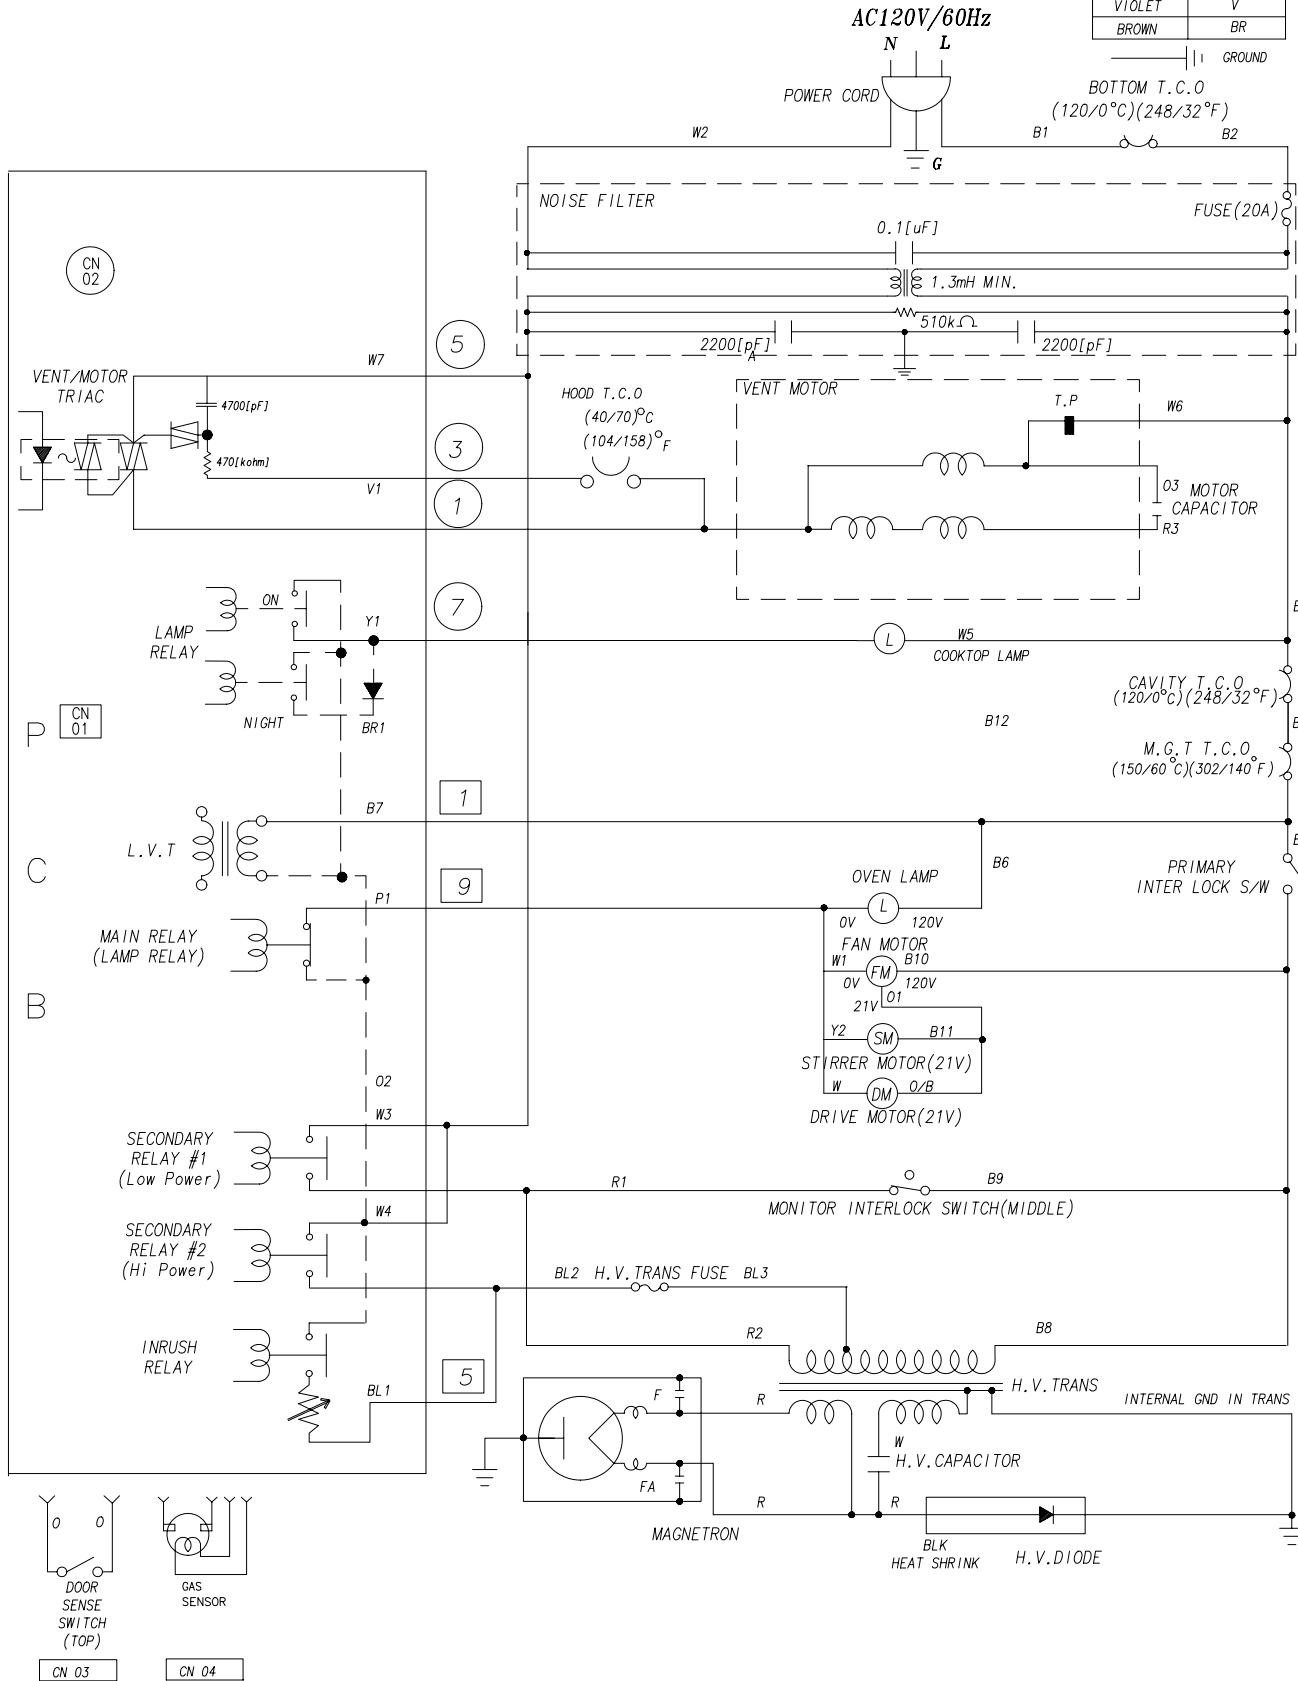 VIOLET V
BROWN BR
GROUND
AC120V/60Hz
N L
POWER CORD
G
BOTTOM T.C.O
(120/0°C)(248/32°F)
W2
B1
B2
NOISE FILTER
FUSE(20A)
0.1[uF]
1.3mH MIN.
510kΩ
2200[pF]
A
2200[pF]
CN
02
5
W7
VENT/MOTOR
TRIAC
4700[pF]
470[kohm]
3
V1
1
HOOD T.C.O
(40/70)°C
(104/158)°F
VENT MOTOR
T.P
W6
O3
MOTOR
CAPACITOR
R3
7
ON
Y1
LAMP
RELAY
NIGHT
BR1
L
W5
COOKTOP LAMP
B12
CAVITY T.C.O
(120/0°C)(248/32°F)
M.G.T T.C.O
(150/60°C)(302/140°F)
CN
01
P
C
B
B7
1
L.V.T
9
P1
MAIN RELAY
(LAMP RELAY)
B6
PRIMARY
INTER LOCK S/W
OVEN LAMP
L
0V 120V
FAN MOTOR
W1 FM B10
0V 120V
21V O1
Y2 SM B11
STIRRER MOTOR(21V)
W DM O/B
DRIVE MOTOR(21V)
O2
W3
SECONDARY
RELAY #1
(Low Power)
R1
B9
MONITOR INTERLOCK SWITCH(MIDDLE)
W4
SECONDARY
RELAY #2
(Hi Power)
BL2 H.V.TRANS FUSE BL3
INRUSH
RELAY
5
BL1
R2
B8
H.V.TRANS
INTERNAL GND IN TRANS
F
R
W
H.V.CAPACITOR
FA
R
R
MAGNETRON
BLK
HEAT SHRINK
H.V.DIODE
O O
DOOR
SENSE
SWITCH
(TOP)
GAS
SENSOR
CN 03
CN 04